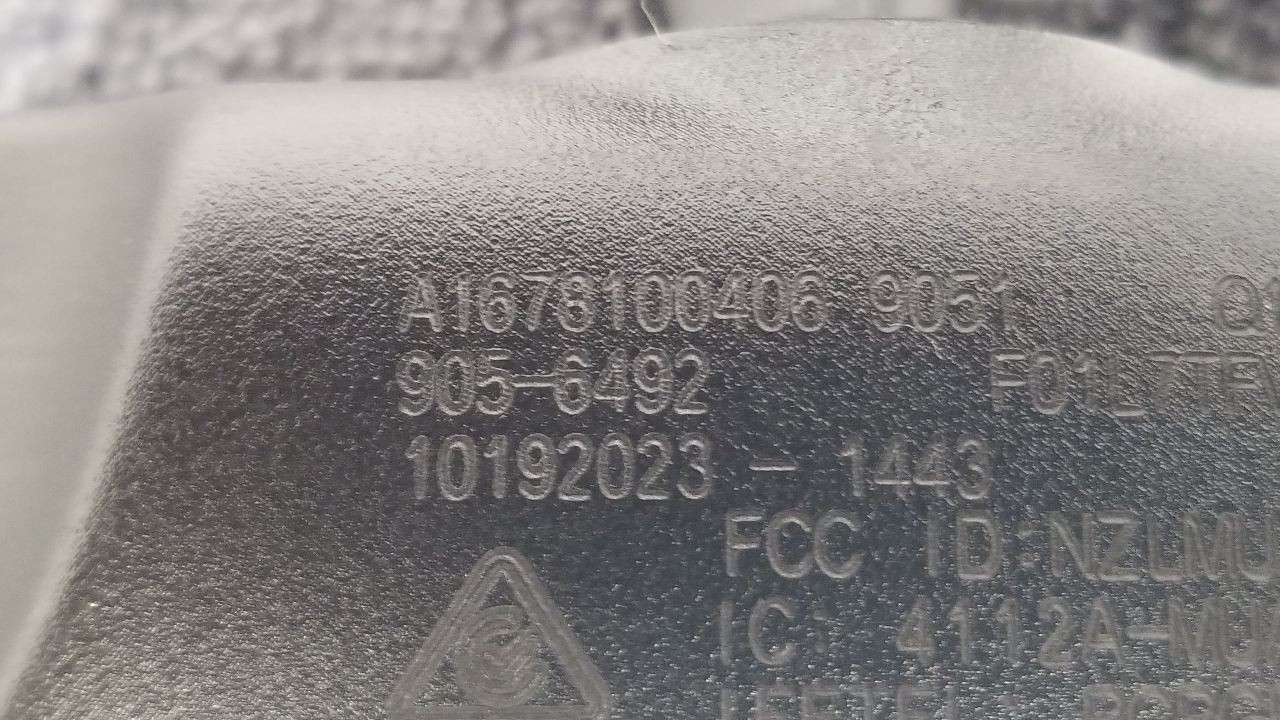 A1678100406 9051
905-6492
10192023 - 1443
FCC ID:NZLMU
IC: 4112A-MU